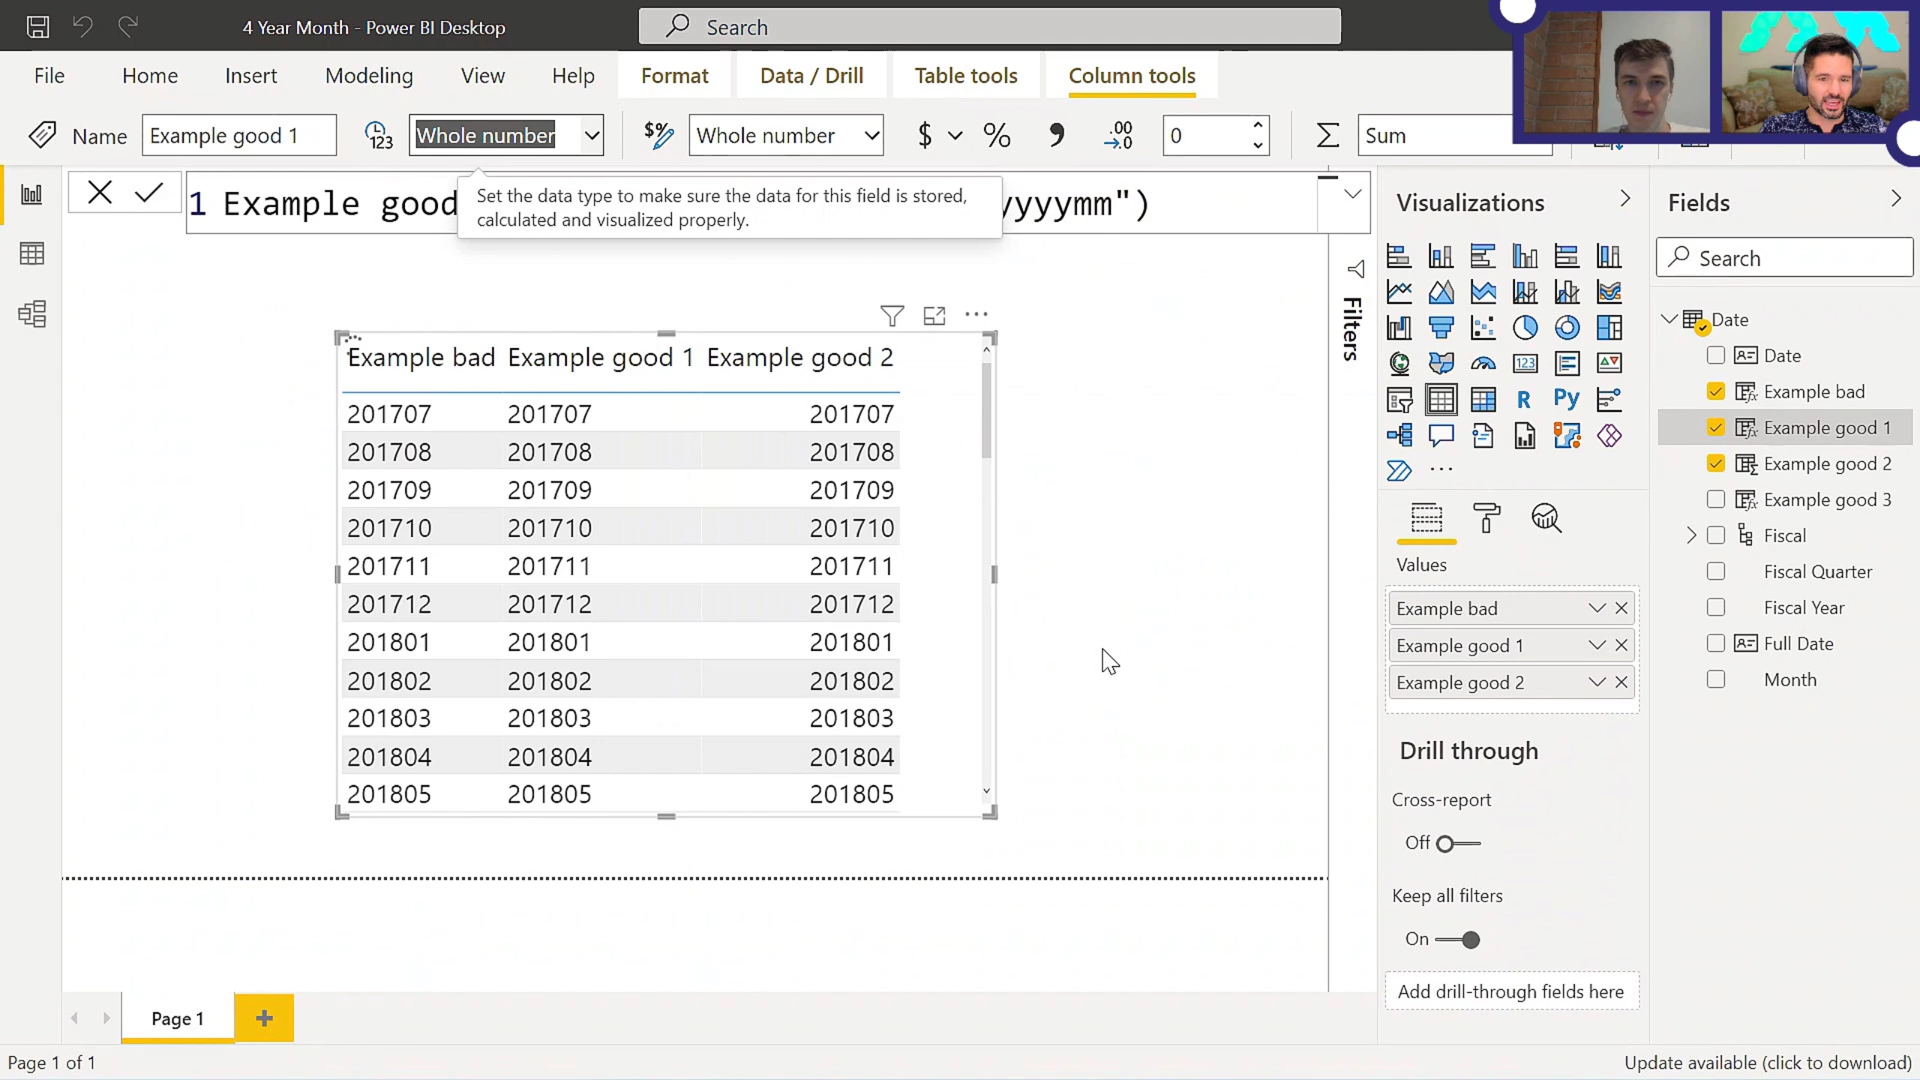 4 Year Month - Power BI Desktop
Search
File
Home
Insert
Modeling
View
Help
Format
Data / Drill
Table tools
Column tools
Name
Example good 1
123
Whole number
$%
Whole number
$
%
,
.00
→.0
0
Σ
Sum
1 Example good
yyyymm")
Set the data type to make sure the data for this field is stored,
calculated and visualized properly.
Example bad Example good 1 Example good 2
201707 201707 201707
201708 201708 201708
201709 201709 201709
201710 201710 201710
201711 201711 201711
201712 201712 201712
201801 201801 201801
201802 201802 201802
201803 201803 201803
201804 201804 201804
201805 201805 201805
Filters
Visualizations
123
R
Py
Values
Example bad
Example good 1
Example good 2
Drill through
Cross-report
Off
Keep all filters
On
Add drill-through fields here
Fields
Search
Date
Date
Example bad
Example good 1
Example good 2
Example good 3
Fiscal
Fiscal Quarter
Fiscal Year
Full Date
Month
Page 1
Page 1 of 1
Update available (click to download)